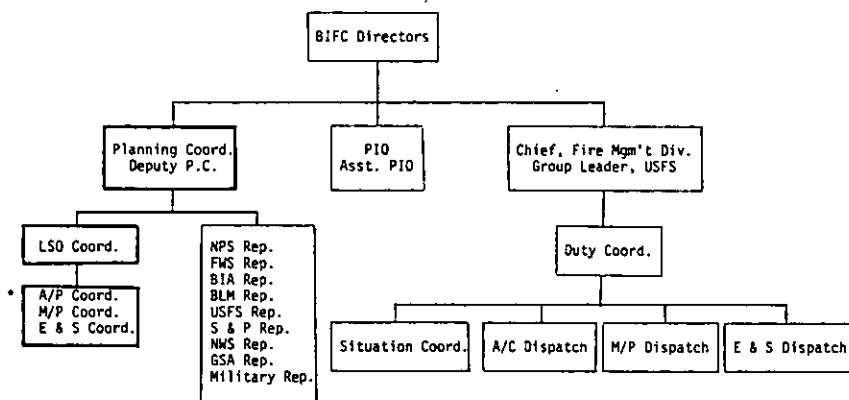 BIFC Directors
Planning Coord.
Deputy P.C.
PIO
Asst. PIO
Chief, Fire Mgm't Div.
Group Leader, USFS
LSO Coord.
* A/P Coord.
M/P Coord.
E & S Coord.
NPS Rep.
FWS Rep.
BIA Rep.
BLM Rep.
USFS Rep.
S & P Rep.
NWS Rep.
GSA Rep.
Military Rep.
Duty Coord.
Situation Coord.
A/C Dispatch
M/P Dispatch
E & S Dispatch